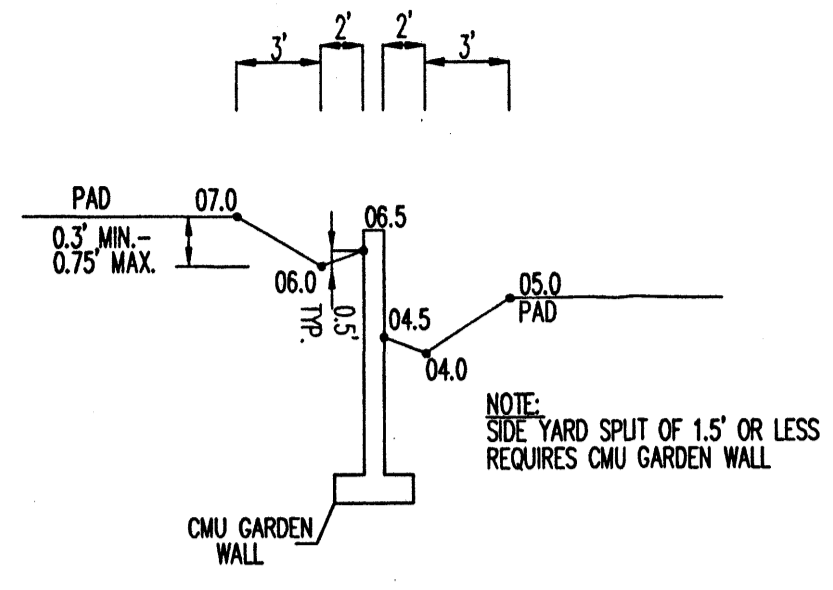 3'
2'
2'
3'
PAD
07.0
0.3' MIN.-
0.75' MAX.
06.0
06.5
0.5'
TYP.
04.5
04.0
05.0
PAD
NOTE:
SIDE YARD SPLIT OF 1.5' OR LESS
REQUIRES CMU GARDEN WALL
CMU GARDEN
WALL